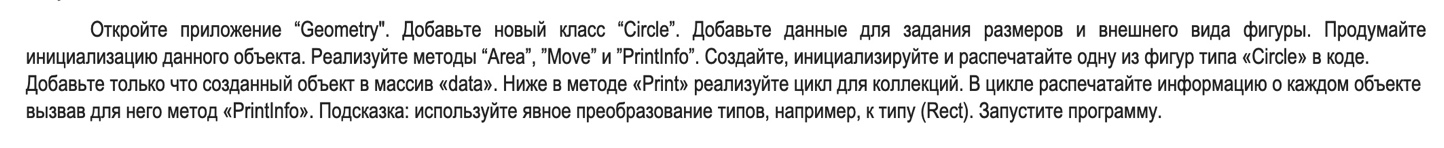 Откройте приложение “Geometry". Добавьте новый класс “Circle”. Добавьте данные для задания размеров и внешнего вида фигуры. Продумайте
инициализацию данного объекта. Реализуйте методы “Area”, ”Move” и ”PrintInfo”. Создайте, инициализируйте и распечатайте одну из фигур типа «Circle» в коде.
Добавьте только что созданный объект в массив «data». Ниже в методе «Print» реализуйте цикл для коллекций. В цикле распечатайте информацию о каждом объекте
вызвав для него метод «PrintInfo». Подсказка: используйте явное преобразование типов, например, к типу (Rect). Запустите программу.